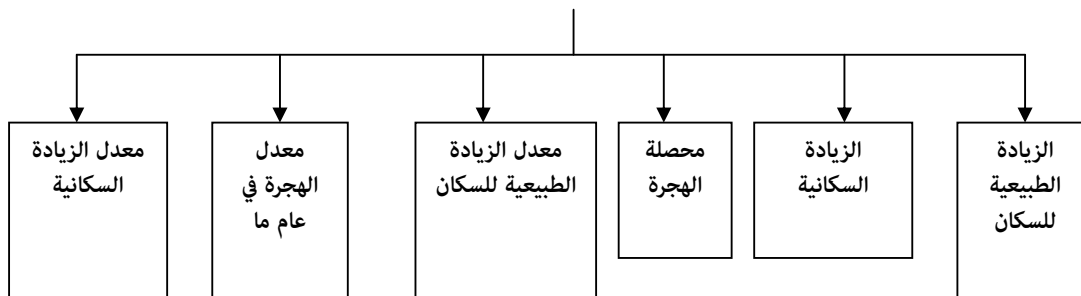 الزيادة
الطبيعية
للسكان
الزيادة
السكانية
محصلة
الهجرة
معدل الزيادة
الطبيعية للسكان
معدل
الهجرة في
عام ما
معدل الزيادة
السكانية